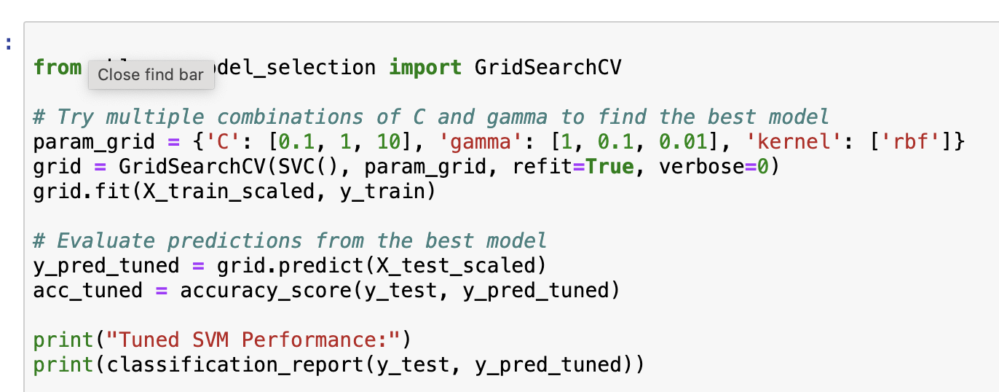 :
from odel_selection import GridSearchCV
Close find bar
# Try multiple combinations of C and gamma to find the best model
param_grid = {'C': [0.1, 1, 10], 'gamma': [1, 0.1, 0.01], 'kernel': ['rbf']}
grid = GridSearchCV(SVC(), param_grid, refit=True, verbose=0)
grid.fit(X_train_scaled, y_train)
# Evaluate predictions from the best model
y_pred_tuned = grid.predict(X_test_scaled)
acc_tuned = accuracy_score(y_test, y_pred_tuned)
print("Tuned SVM Performance:")
print(classification_report(y_test, y_pred_tuned))